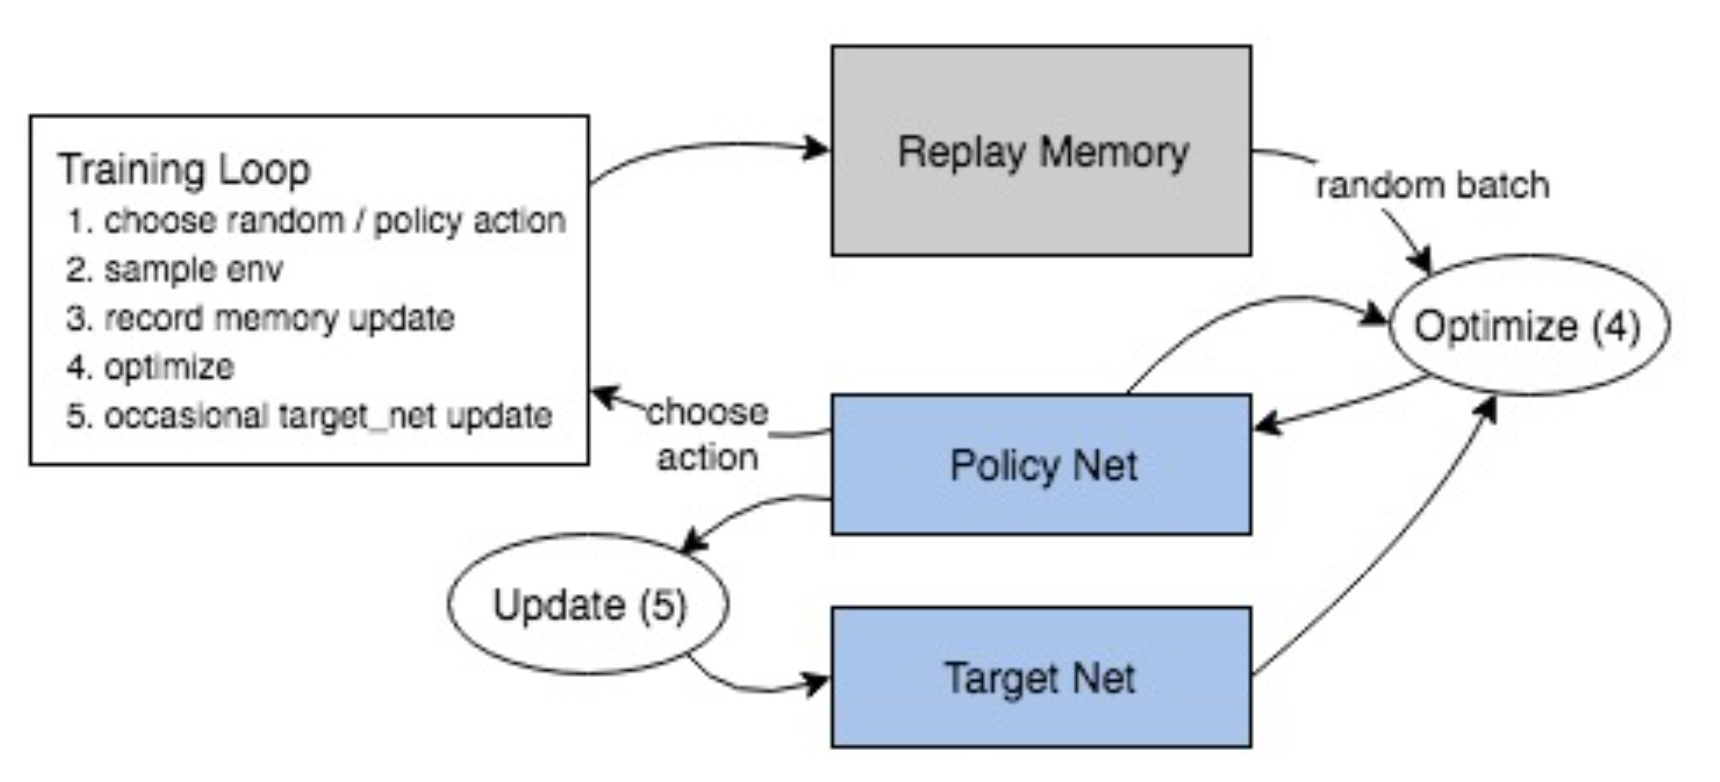 Training Loop
1. choose random / policy action
2. sample env
3. record memory update
4. optimize
5. occasional target_net update
Replay Memory
random batch
Optimize (4)
choose
action
Policy Net
Update (5)
Target Net